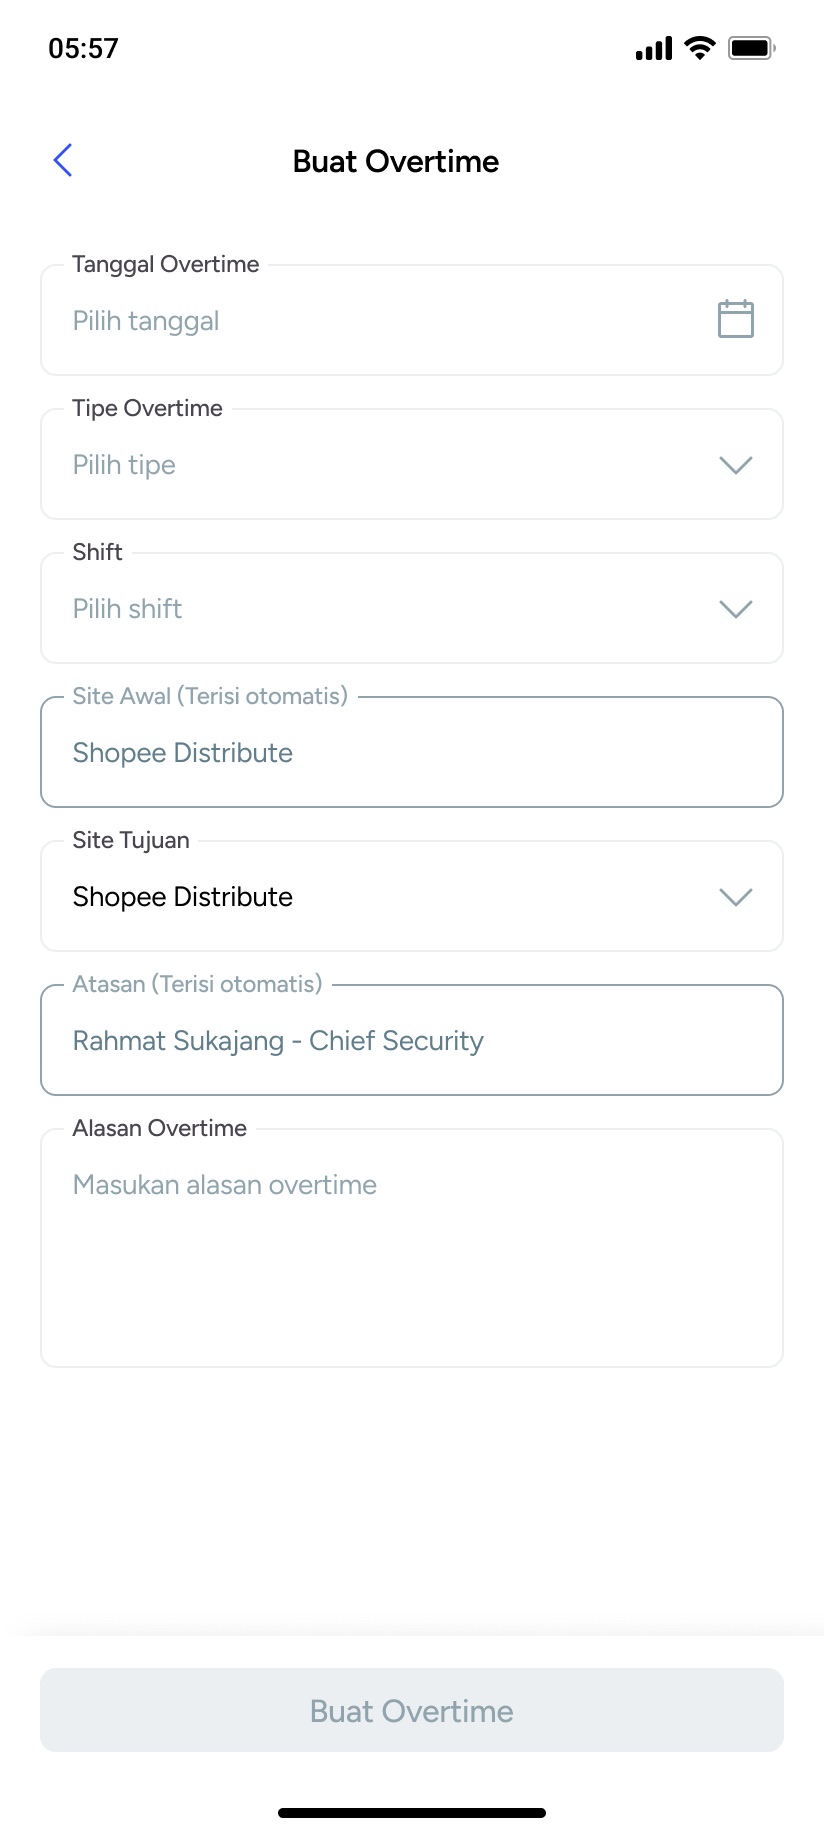 05:57
Buat Overtime
Tanggal Overtime
Pilih tanggal
Tipe Overtime
Pilih tipe
Shift
Pilih shift
Site Awal (Terisi otomatis)
Shopee Distribute
Site Tujuan
Shopee Distribute
Atasan (Terisi otomatis)
Rahmat Sukajang - Chief Security
Alasan Overtime
Masukan alasan overtime
Buat Overtime